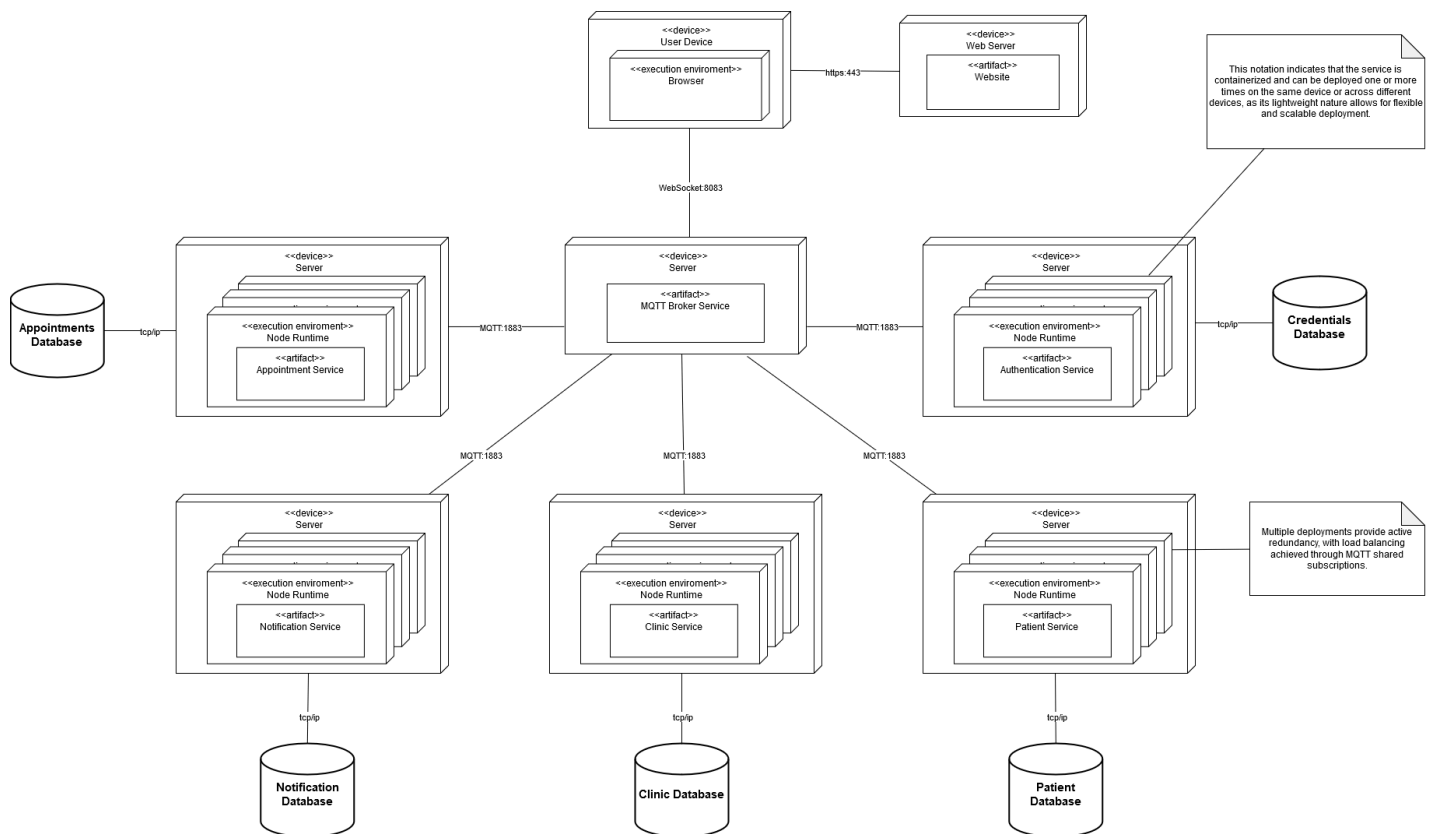 <<device>>
User Device
<<execution enviroment>>
Browser
<<device>>
Web Server
<<artifact>>
Website
https:443
This notation indicates that the service is
containerized and can be deployed one or more
times on the same device or across different
devices, as its lightweight nature allows for flexible
and scalable deployment.
WebSocket:8083
<<device>>
Server
<<execution enviroment>>
Node Runtime
<<artifact>>
Appointment Service
Appointments
Database
tcp/ip
MQTT:1883
<<device>>
Server
<<artifact>>
MQTT Broker Service
MQTT:1883
<<device>>
Server
<<execution enviroment>>
Node Runtime
<<artifact>>
Authentication Service
tcp/ip
Credentials
Database
MQTT:1883
MQTT:1883
MQTT:1883
<<device>>
Server
<<execution enviroment>>
Node Runtime
<<artifact>>
Notification Service
<<device>>
Server
<<execution enviroment>>
Node Runtime
<<artifact>>
Clinic Service
<<device>>
Server
<<execution enviroment>>
Node Runtime
<<artifact>>
Patient Service
Multiple deployments provide active
redundancy, with load balancing
achieved through MQTT shared
subscriptions.
tcp/ip
tcp/ip
tcp/ip
Notification
Database
Clinic Database
Patient
Database